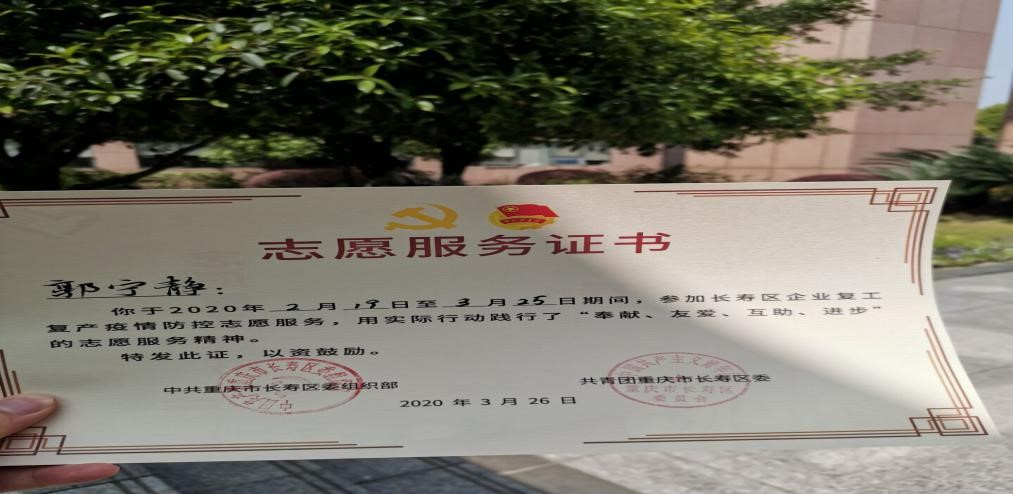 志愿服务证书
郭宁静：
你于2020年2月19日至3月25日期间，参加长寿区企业复工
复产疫情防控志愿服务，用实际行动践行了“奉献、友爱、互助、进步”
的志愿服务精神。
特发此证，以资鼓励。
中共重庆市长寿区委组织部
共青团重庆市长寿区委
2020年3月26日